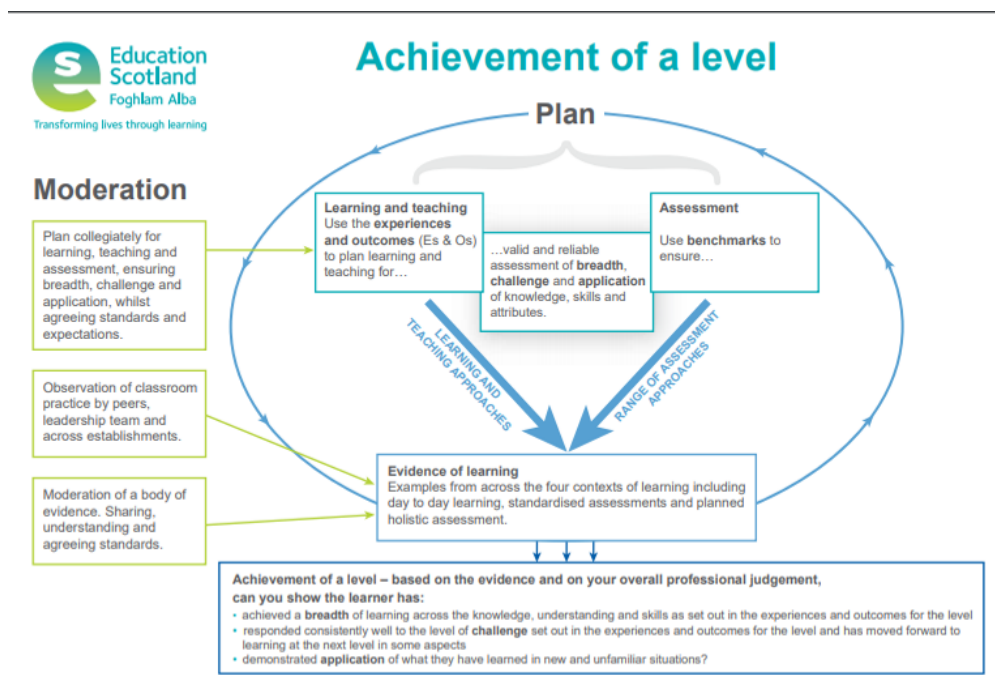 Education
Scotland
Foghlam Alba
Transforming lives through learning
Achievement of a level
Plan
Moderation
Plan collegiately for
learning, teaching and
assessment, ensuring
breadth, challenge and
application, whilst
agreeing standards and
expectations.
Observation of classroom
practice by peers,
leadership team and
across establishments.
Moderation of a body of
evidence. Sharing,
understanding and
agreeing standards.
Learning and teaching
Use the experiences
and outcomes (Es & Os)
to plan learning and
teaching for…
…valid and reliable
assessment of breadth,
challenge and application
of knowledge, skills and
attributes.
Assessment
Use benchmarks to
ensure…
LEARNING AND
TEACHING APPROACHES
RANGE OF ASSESSMENT
APPROACHES
Evidence of learning
Examples from across the four contexts of learning including
day to day learning, standardised assessments and planned
holistic assessment.
Achievement of a level – based on the evidence and on your overall professional judgement,
can you show the learner has:
• achieved a breadth of learning across the knowledge, understanding and skills as set out in the experiences and outcomes for the level
• responded consistently well to the level of challenge set out in the experiences and outcomes for the level and has moved forward to
learning at the next level in some aspects
• demonstrated application of what they have learned in new and unfamiliar situations?